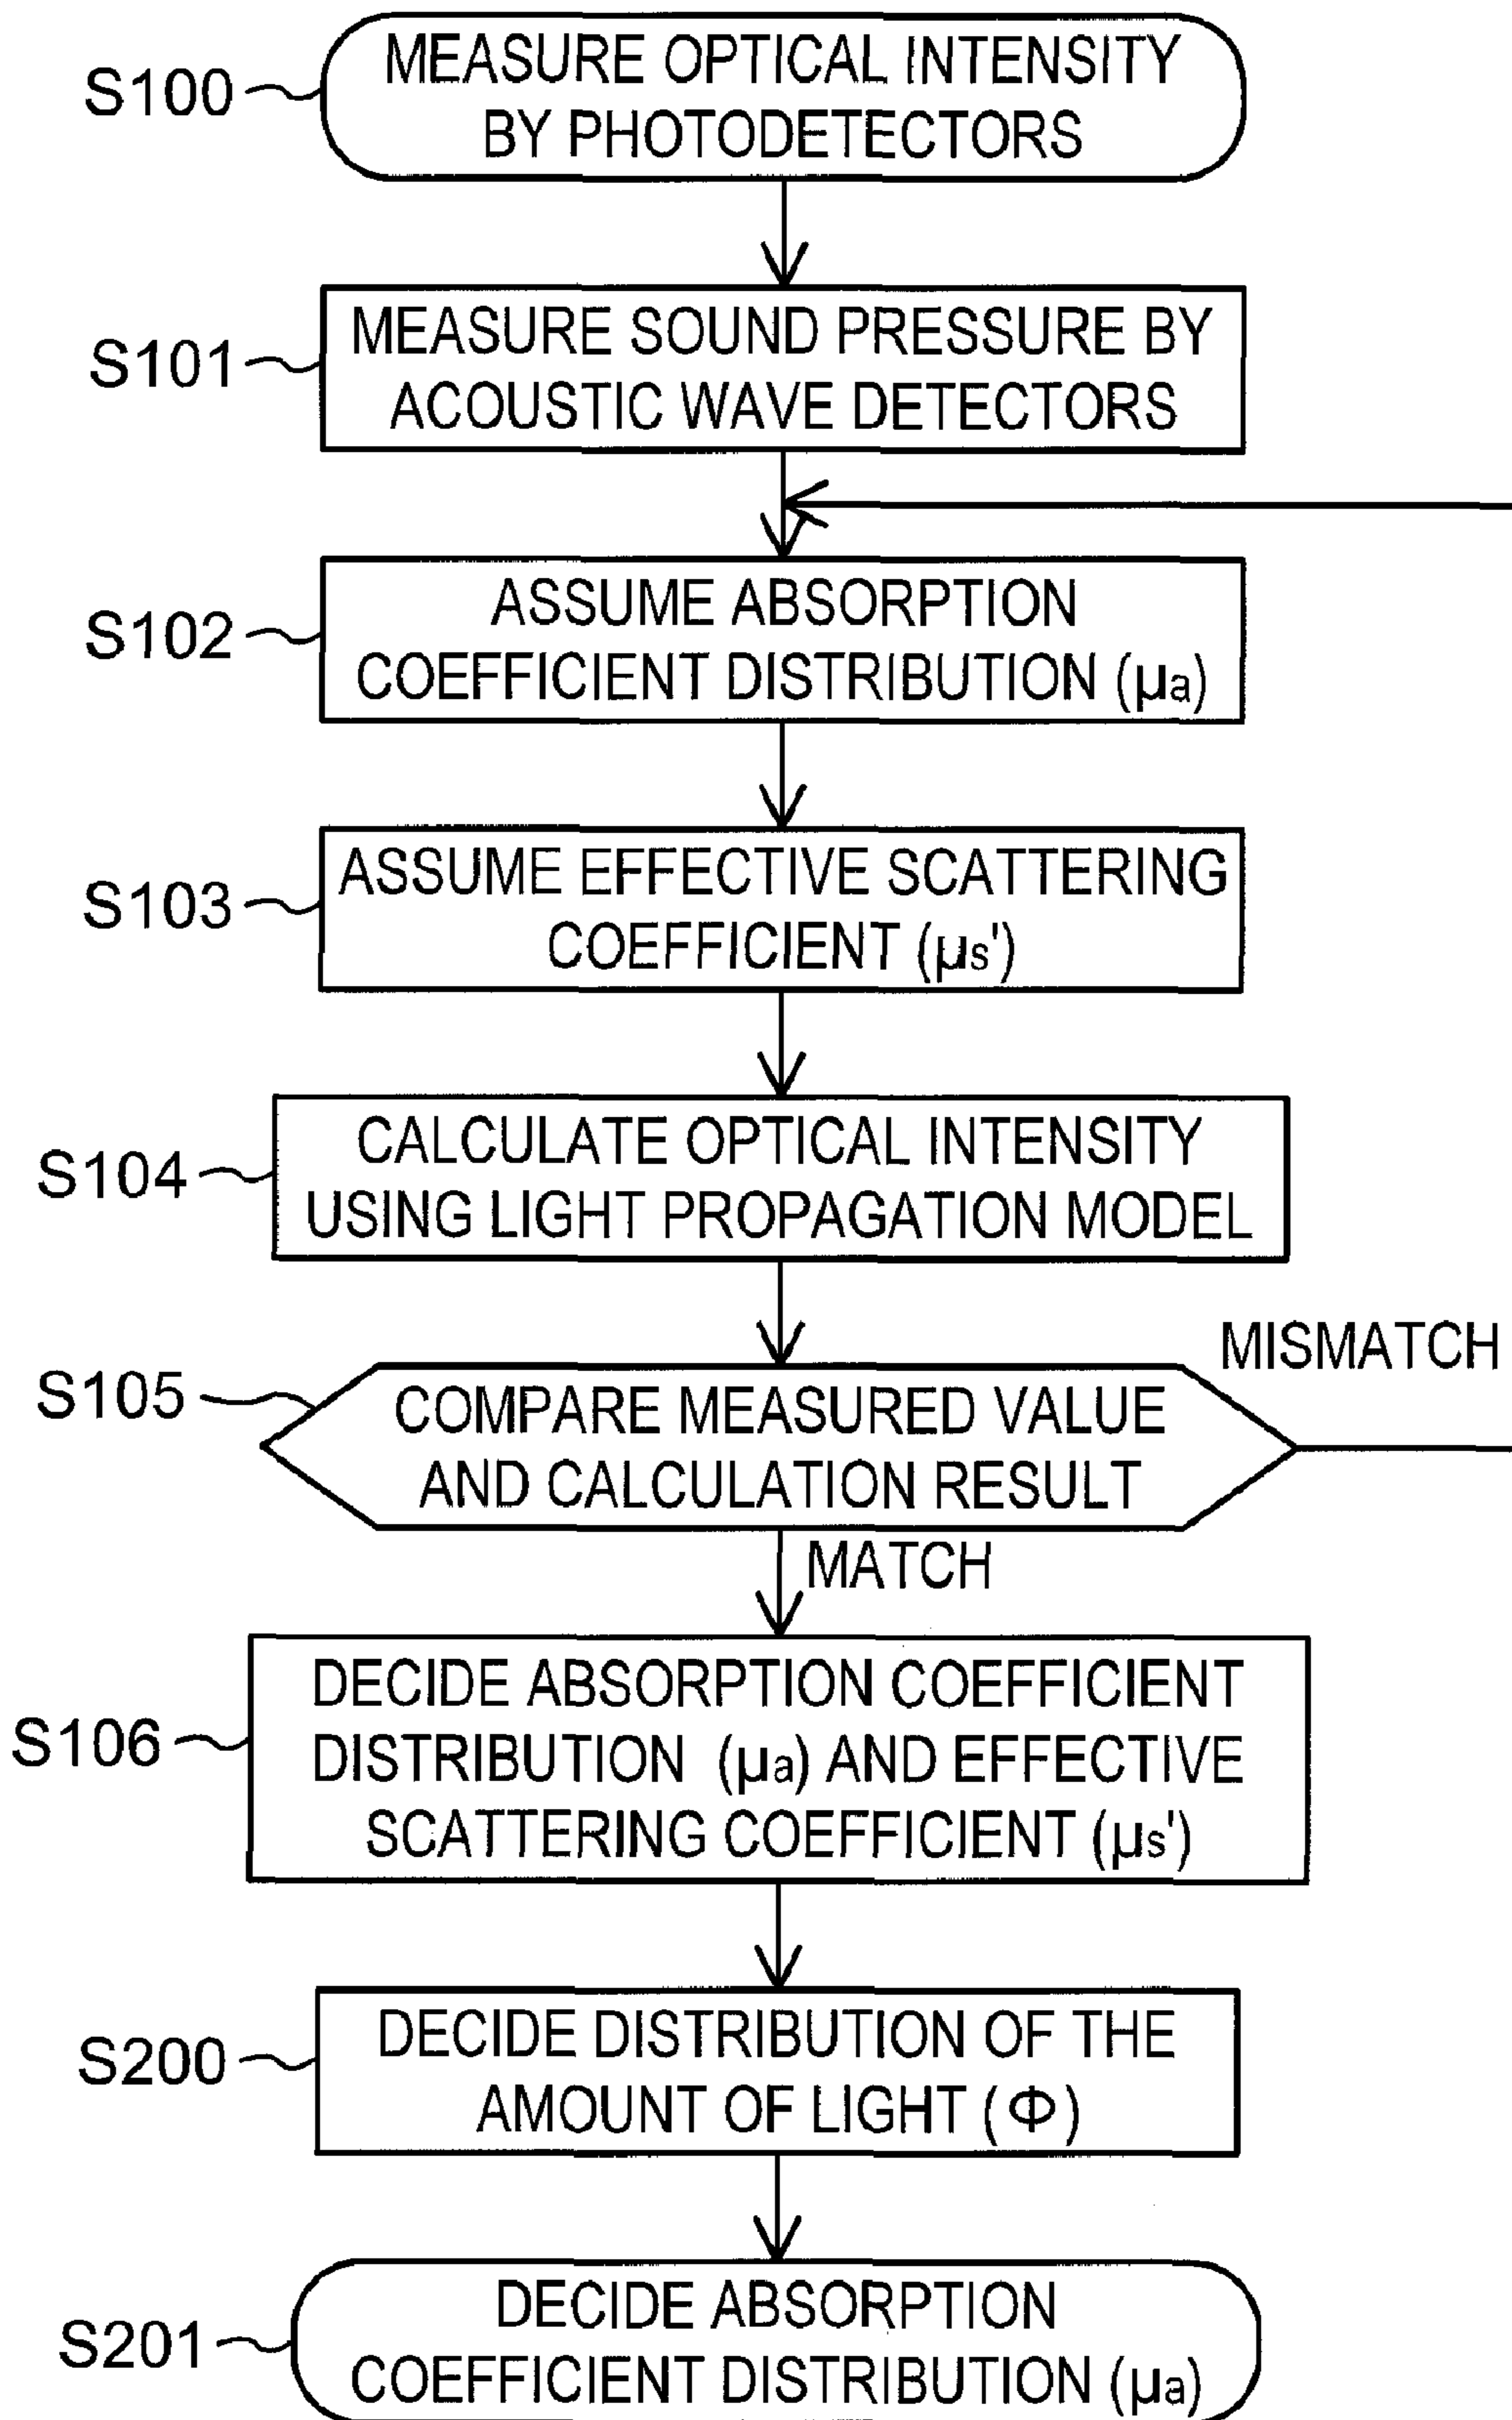 S100
MEASURE OPTICAL INTENSITY
BY PHOTODETECTORS
S101
MEASURE SOUND PRESSURE BY
ACOUSTIC WAVE DETECTORS
S102
ASSUME ABSORPTION
COEFFICIENT DISTRIBUTION (μa)
S103
ASSUME EFFECTIVE SCATTERING
COEFFICIENT (μs')
S104
CALCULATE OPTICAL INTENSITY
USING LIGHT PROPAGATION MODEL
MISMATCH
S105
COMPARE MEASURED VALUE
AND CALCULATION RESULT
MATCH
S106
DECIDE ABSORPTION COEFFICIENT
DISTRIBUTION (μa) AND EFFECTIVE
SCATTERING COEFFICIENT (μs')
S200
DECIDE DISTRIBUTION OF THE
AMOUNT OF LIGHT (Φ)
S201
DECIDE ABSORPTION
COEFFICIENT DISTRIBUTION (μa)